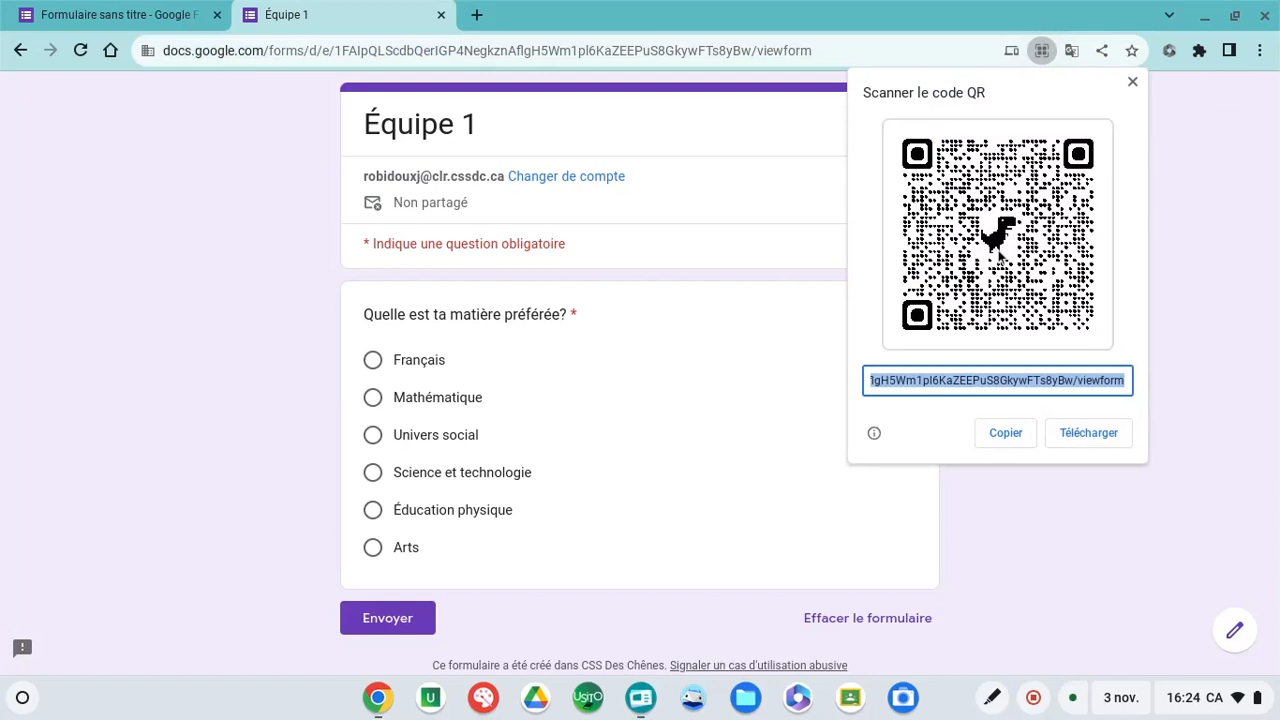 Formulaire sans titre - Google F
Équipe 1
docs.google.com/forms/d/e/1FAIpQLScdbQerIGP4NegkznAflgH5Wm1pl6KaZEEPuS8GkywFTs8yBw/viewform
Scanner le code QR
Équipe 1
robidouxj@clr.cssdc.ca Changer de compte
Non partagé
* Indique une question obligatoire
Quelle est ta matière préférée? *
Français
Mathématique
Univers social
Science et technologie
Éducation physique
Arts
lgH5Wm1pl6KaZEEPuS8GkywFTs8yBw/viewform
Copier
Télécharger
Envoyer
Effacer le formulaire
Ce formulaire a été créé dans CSS Des Chênes. Signaler un cas d'utilisation abusive
U
USiTO
3 nov.
16:24 CA